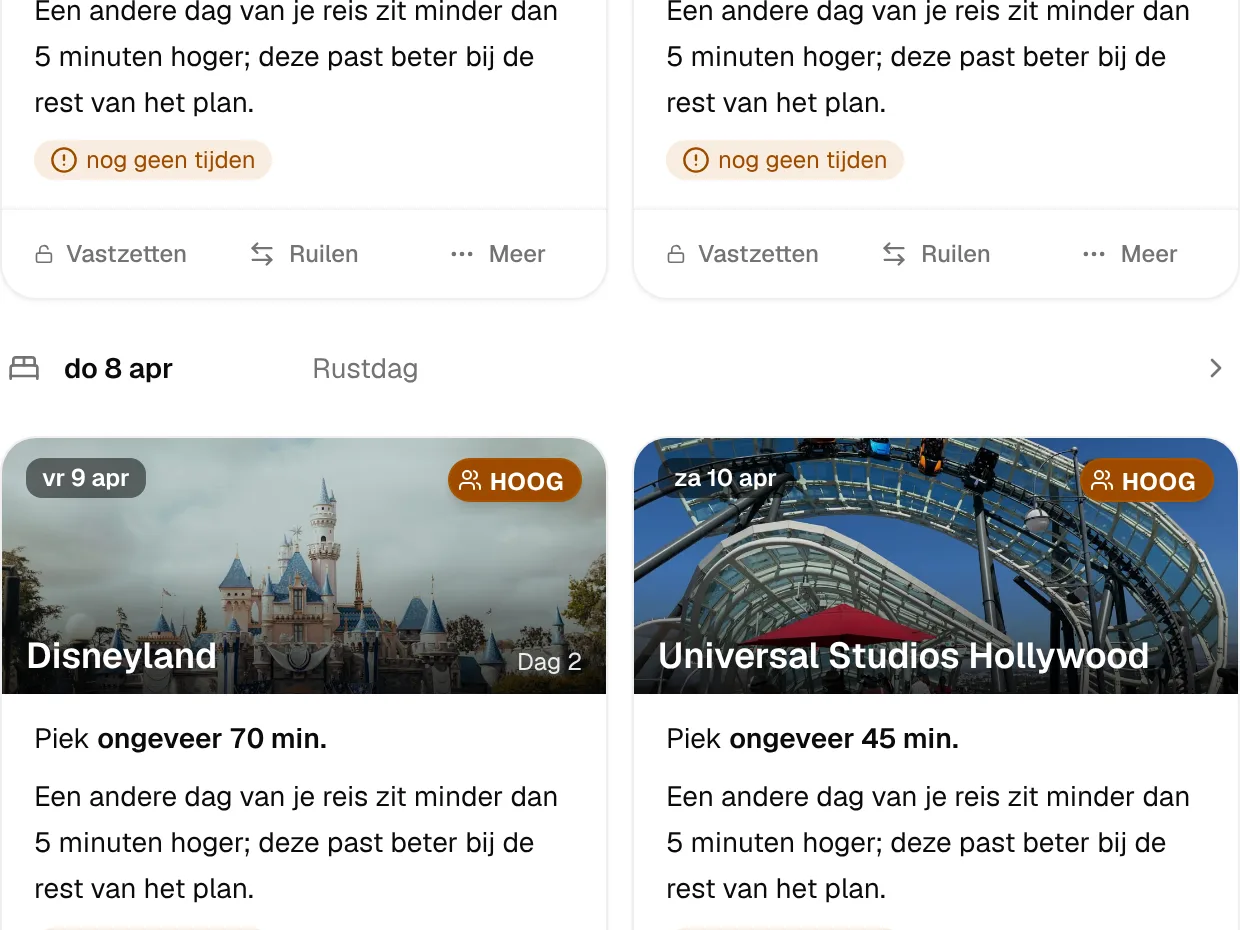 Een andere dag van je reis zit minder dan
5 minuten hoger; deze past beter bij de
rest van het plan.
nog geen tijden
Vastzetten
Ruilen
Meer
Een andere dag van je reis zit minder dan
5 minuten hoger; deze past beter bij de
rest van het plan.
nog geen tijden
Vastzetten
Ruilen
Meer
do 8 apr
Rustdag
vr 9 apr
HOOG
Disneyland
Dag 2
Piek ongeveer 70 min.
Een andere dag van je reis zit minder dan
5 minuten hoger; deze past beter bij de
rest van het plan.
za 10 apr
HOOG
Universal Studios Hollywood
Piek ongeveer 45 min.
Een andere dag van je reis zit minder dan
5 minuten hoger; deze past beter bij de
rest van het plan.